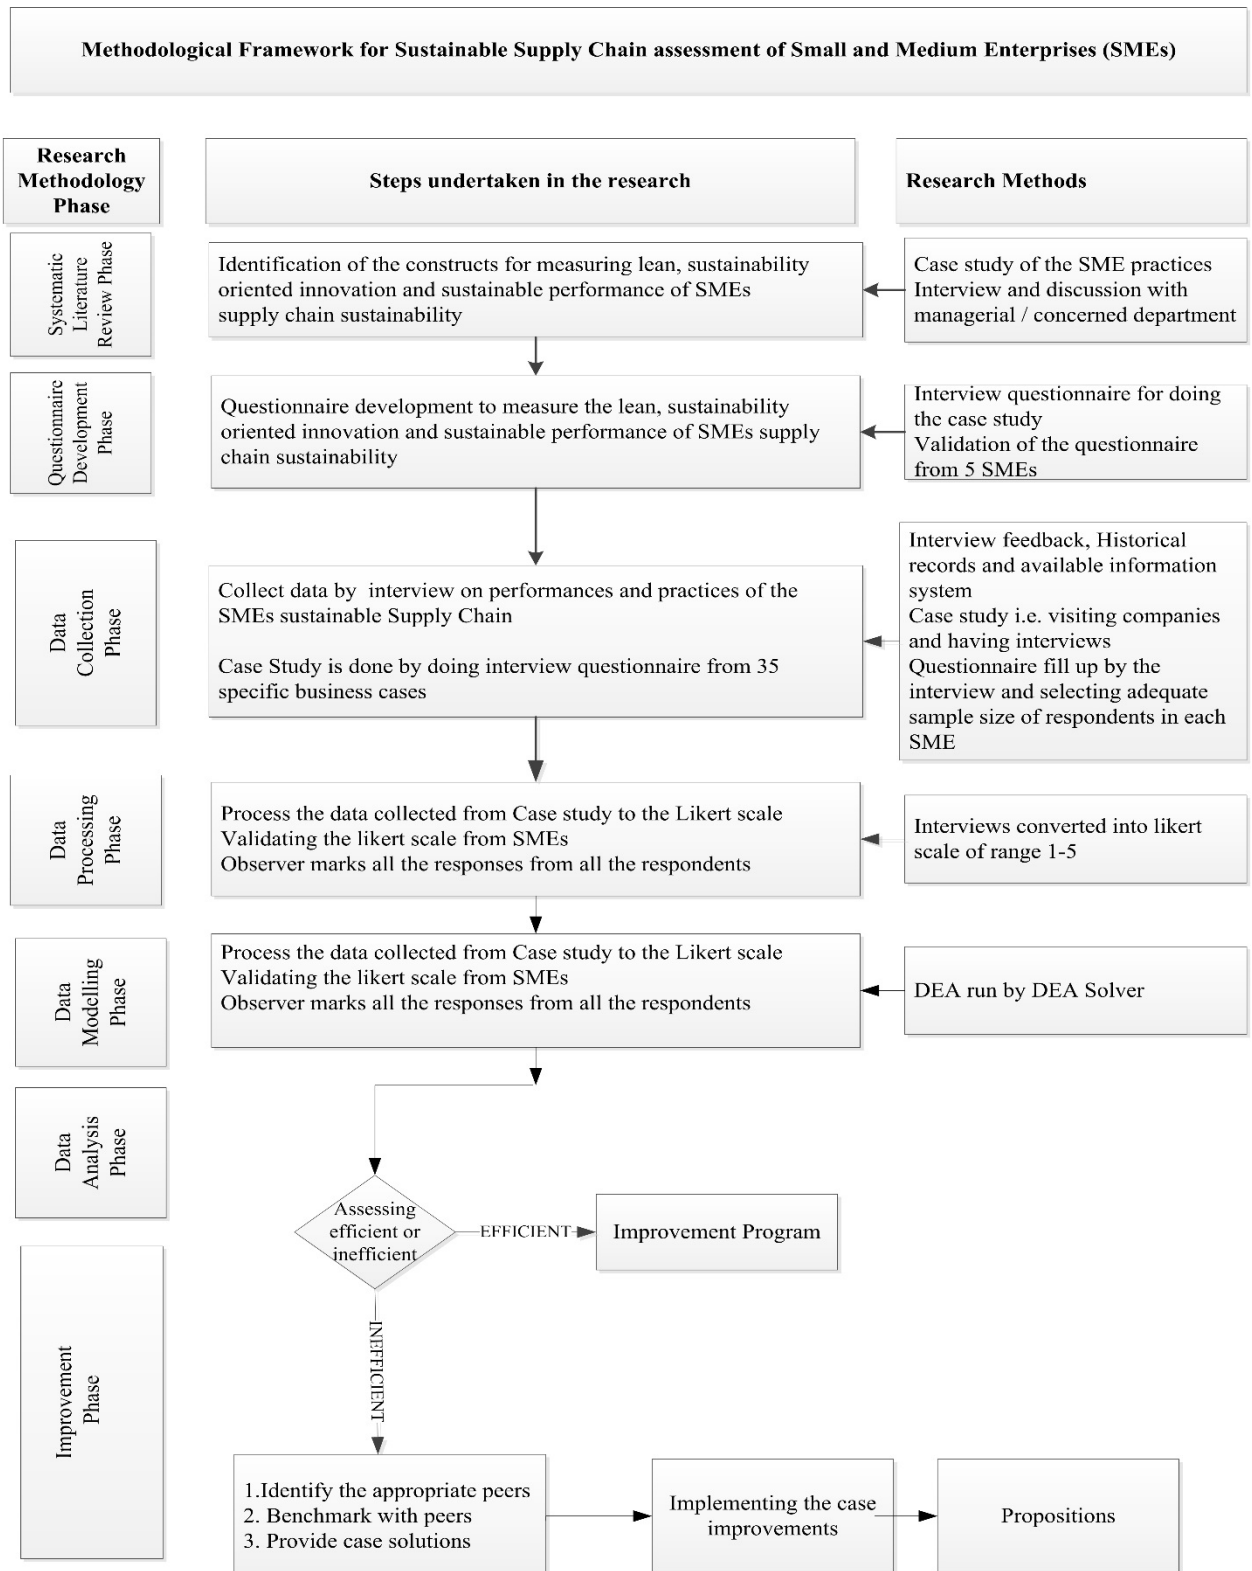 Methodological Framework for Sustainable Supply Chain assessment of Small and Medium Enterprises (SMEs)
Research
Methodology
Phase
Steps undertaken in the research
Research Methods
Systematic
Literature
Review Phase
Identification of the constructs for measuring lean, sustainability
oriented innovation and sustainable performance of SMEs
supply chain sustainability
Case study of the SME practices
Interview and discussion with
managerial / concerned department
Questionnaire
Development
Phase
Questionnaire development to measure the lean, sustainability
oriented innovation and sustainable performance of SMEs supply
chain sustainability
Interview questionnaire for doing
the case study
Validation of the questionnaire
from 5 SMEs
Data
Collection
Phase
Collect data by interview on performances and practices of the
SMEs sustainable Supply Chain
Case Study is done by doing interview questionnaire from 35
specific business cases
Interview feedback, Historical
records and available information
system
Case study i.e. visiting companies
and having interviews
Questionnaire fill up by the
interview and selecting adequate
sample size of respondents in each
SME
Data
Processing
Phase
Process the data collected from Case study to the Likert scale
Validating the likert scale from SMEs
Observer marks all the responses from all the respondents
Interviews converted into likert
scale of range 1-5
Data
Modelling
Phase
Process the data collected from Case study to the Likert scale
Validating the likert scale from SMEs
Observer marks all the responses from all the respondents
DEA run by DEA Solver
Data
Analysis
Phase
Assessing
efficient or
inefficient
EFFICIENT
Improvement Program
INEFFICIENT
Improvement
Phase
1.Identify the appropriate peers
2. Benchmark with peers
3. Provide case solutions
Implementing the case
improvements
Propositions